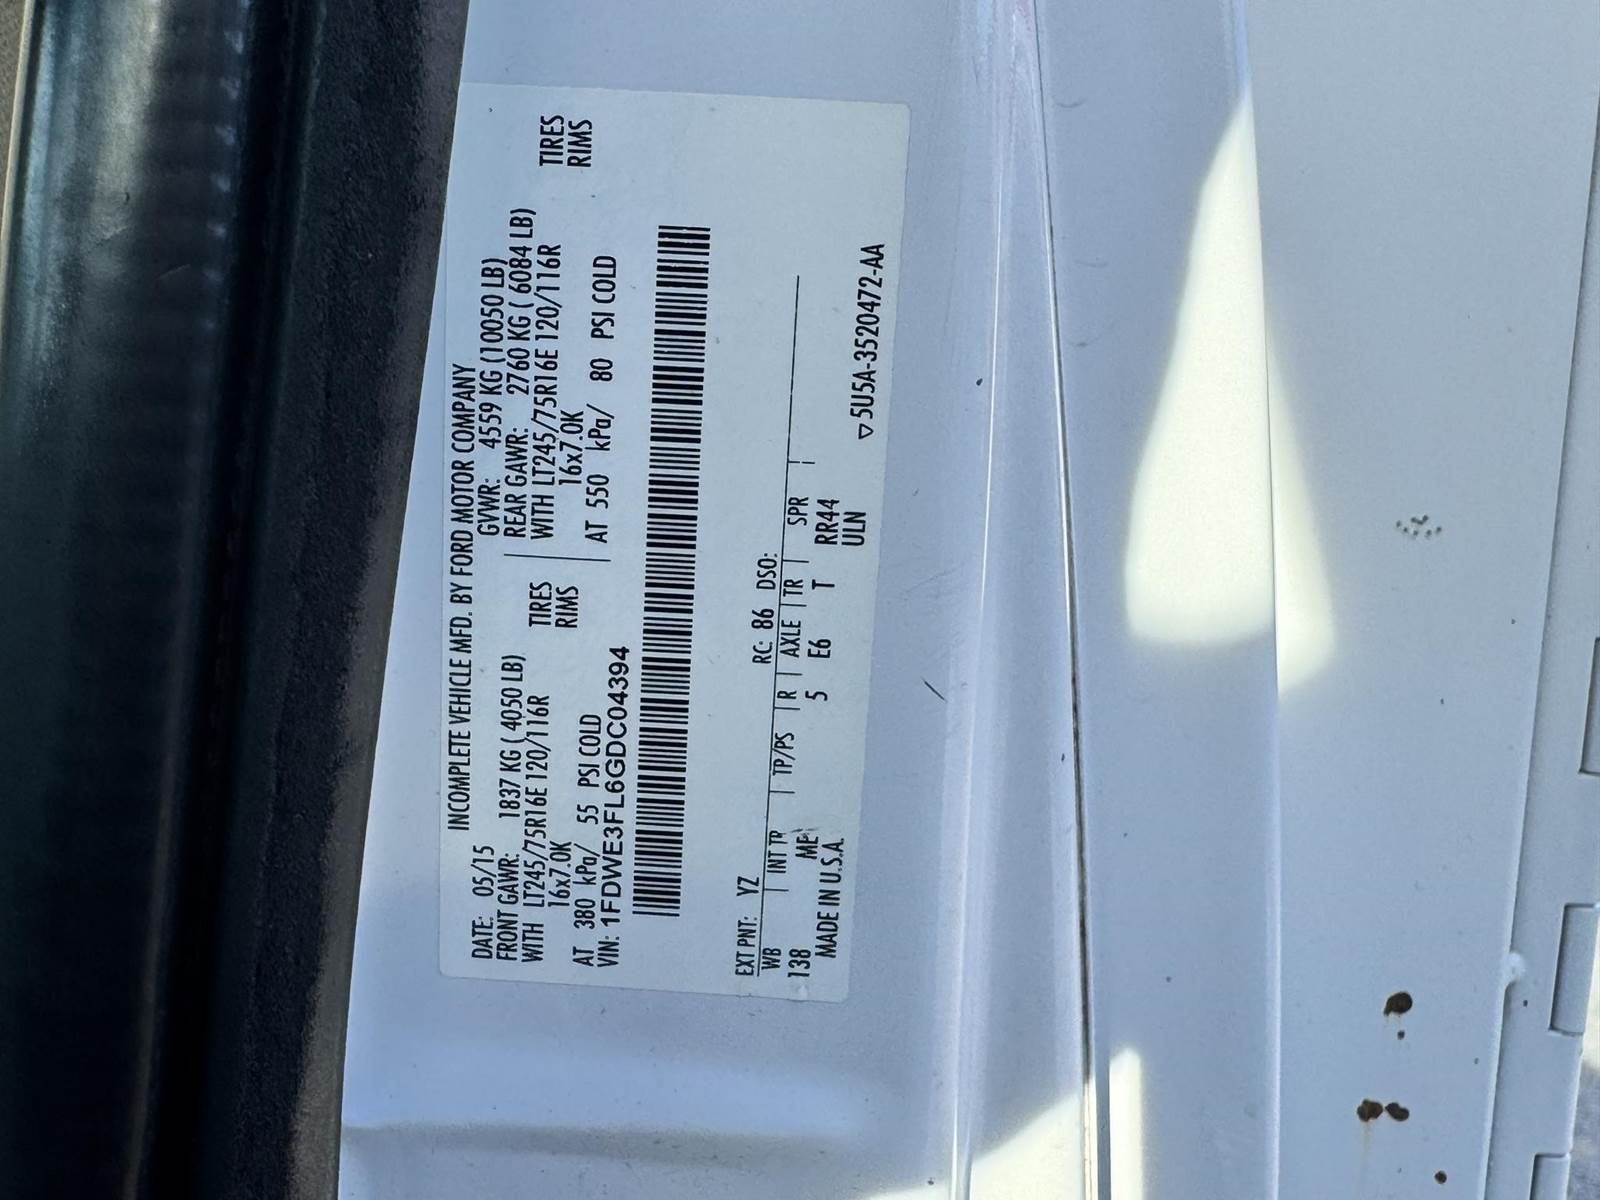 INCOMPLETE VEHICLE MFD. BY FORD MOTOR COMPANY
DATE: 05/15 GVWR: 4559 KG (10050 LB)
FRONT GAWR: 1837 KG ( 4050 LB) REAR GAWR: 2760 KG ( 6084 LB)
WITH LT245/75R16E 120/116R TIRES WITH LT245/75R16E 120/116R TIRES
16x7.0K RIMS 16x7.0K RIMS
AT 380 kPa/ 55 PSI COLD AT 550 kPa/ 80 PSI COLD
VIN: 1FDWE3FL6GDC04394
EXT PNT: YZ RC: 86 DSO:
WB | INT TR | TP/PS | R | AXLE | TR | SPR |
138 ME 5 E6 T RR44
MADE IN U.S.A. ULN
▽5U5A-3520472-AA